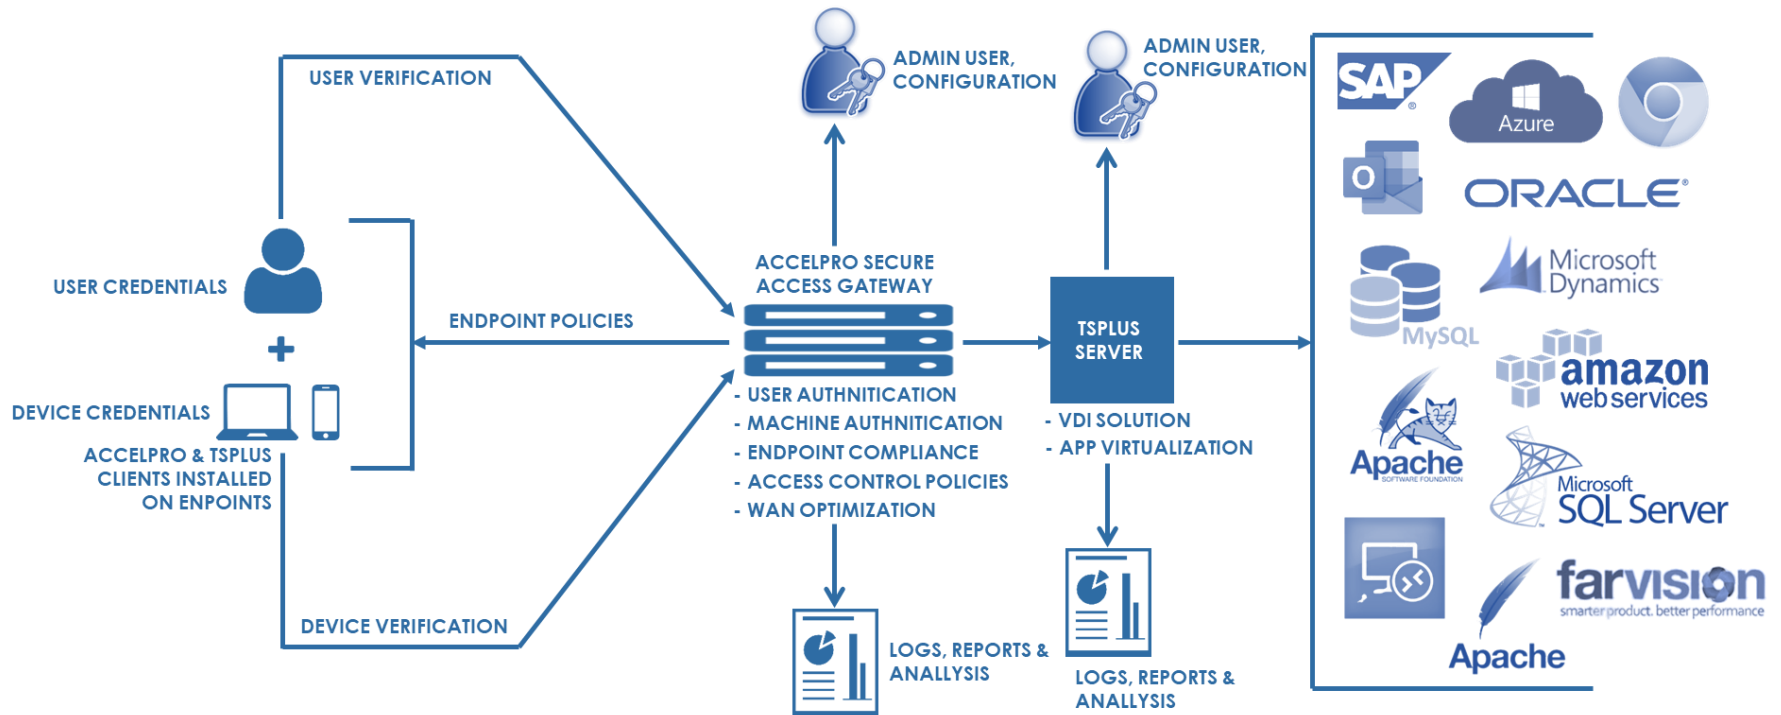 USER VERIFICATION
USER CREDENTIALS
DEVICE CREDENTIALS
ACCELPRO & TSPLUS
CLIENTS INSTALLED
ON ENPOINTS
DEVICE VERIFICATION
ENDPOINT POLICIES
ADMIN USER,
CONFIGURATION
ACCELPRO SECURE
ACCESS GATEWAY
- USER AUTHNITICATION
- MACHINE AUTHNITICATION
- ENDPOINT COMPLIANCE
- ACCESS CONTROL POLICIES
- WAN OPTIMIZATION
LOGS, REPORTS &
ANALLYSIS
ADMIN USER,
CONFIGURATION
TSPLUS
SERVER
- VDI SOLUTION
- APP VIRTUALIZATION
LOGS, REPORTS &
ANALLYSIS
SAP®
Azure
O
ORACLE®
MySQL
Microsoft
Dynamics
amazon
web services
Apache
SOFTWARE FOUNDATION
Microsoft
SQL Server
farvision
smarter product. better performance
Apache